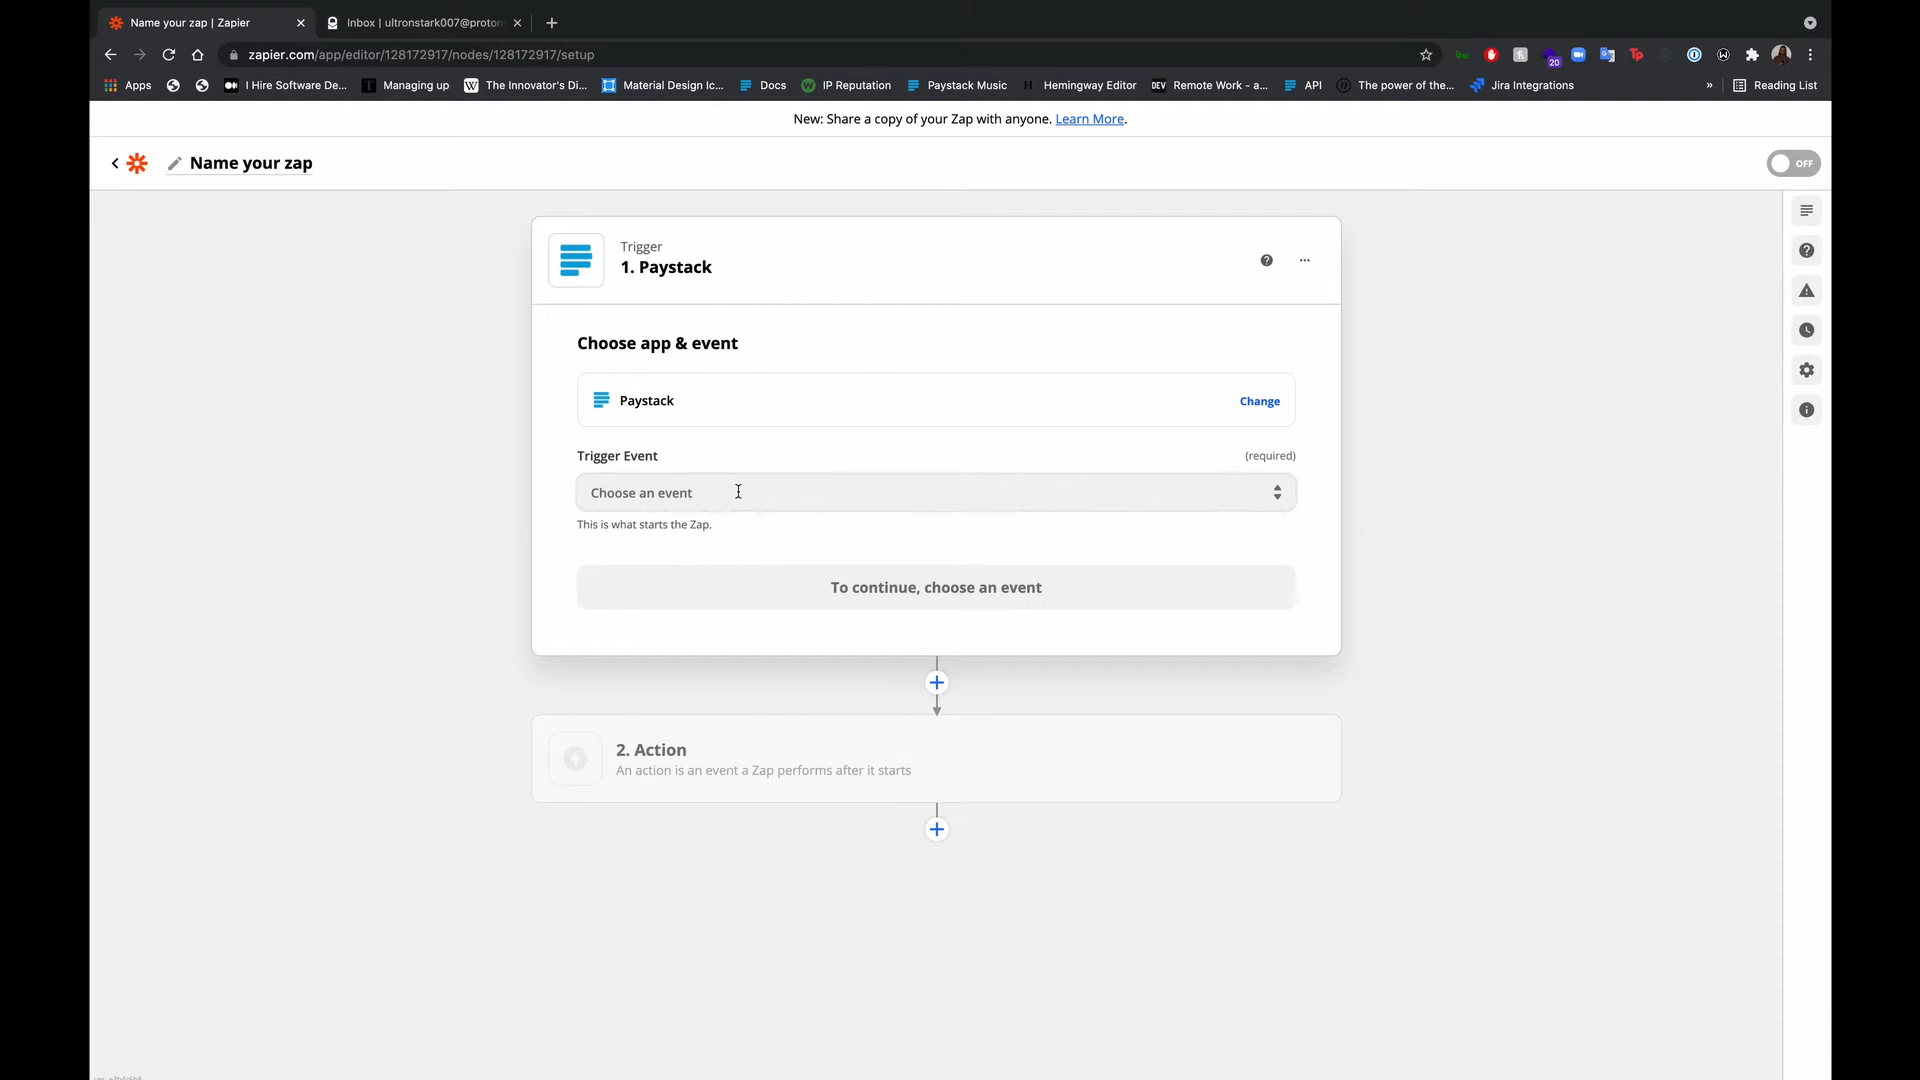 Name your zap | Zapier
Inbox | ultronstark007@proton
zapier.com/app/editor/128172917/nodes/128172917/setup
20
Apps
I Hire Software De...
Managing up
The Innovator's Di...
Material Design Ic...
Docs
IP Reputation
Paystack Music
Hemingway Editor
Remote Work - a...
API
The power of the...
Jira Integrations
»
Reading List
New: Share a copy of your Zap with anyone. Learn More.
Name your zap
OFF
Trigger
1. Paystack
Choose app & event
Paystack
Change
Trigger Event
(required)
Choose an event
This is what starts the Zap.
To continue, choose an event
2. Action
An action is an event a Zap performs after it starts